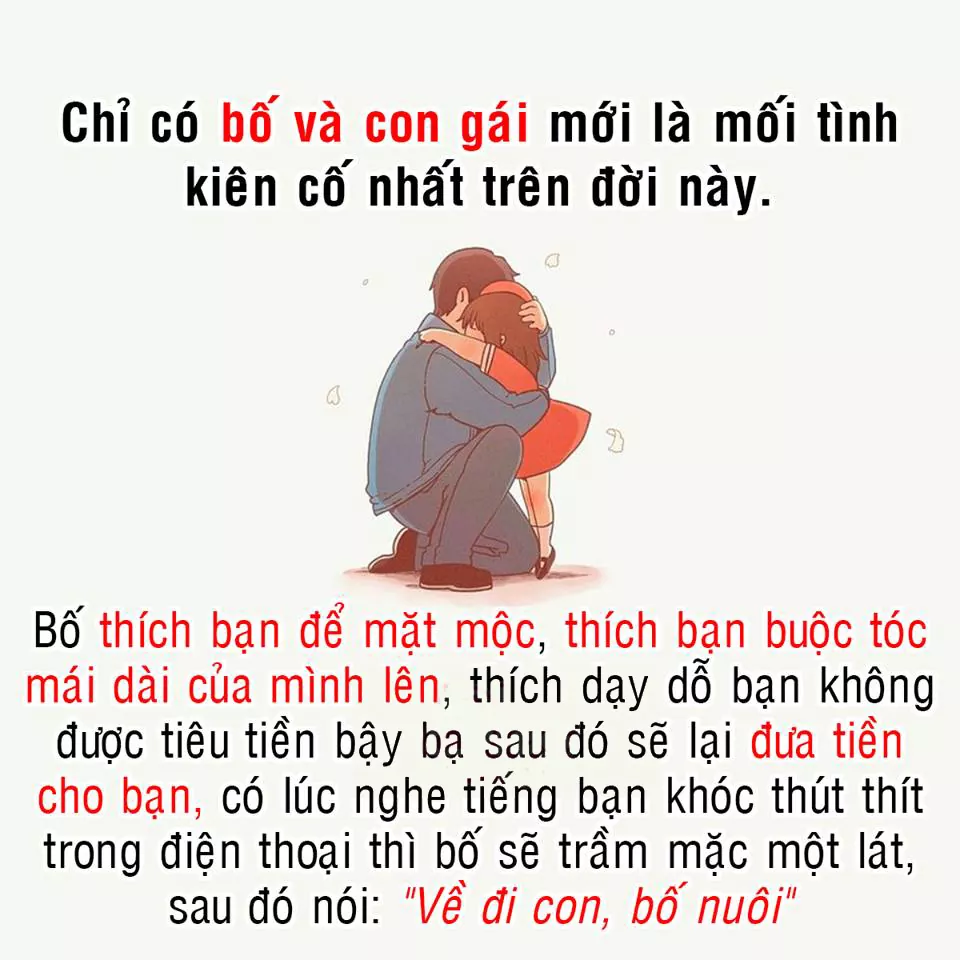 Chỉ có bố và con gái mới là mối tình
kiên cố nhất trên đời này.
Bố thích bạn để mặt mộc, thích bạn buộc tóc
mái dài của mình lên, thích dạy dỗ bạn không
được tiêu tiền bậy bạ sau đó sẽ lại đưa tiền
cho bạn, có lúc nghe tiếng bạn khóc thút thít
trong điện thoại thì bố sẽ trầm mặc một lát,
sau đó nói: "Về đi con, bố nuôi"